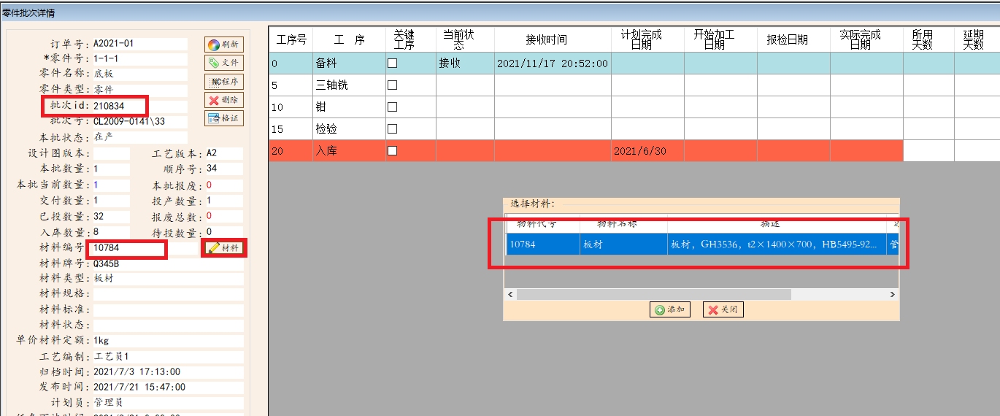 零件批次详情
订单号: A2021-01
刷新
*零件号: 1-1-1
零件名称: 底板
文件
零件类型: 零件
NC程序
批次id: 210834
删除
批次号: CL2009-0141\33
合格证
本批状态: 在产
设计图版本:
工艺版本: A2
本批数量: 1
顺序号: 34
本批当前数量: 1
本批报废: 0
交付数量: 1
投产数量: 1
已投数量: 32
报废总数: 0
入库数量: 8
待投数量: 0
材料编号: 10784
材料
材料牌号: Q345B
材料类型: 板材
材料规格:
材料标准:
材料状态:
单价材料定额: 1kg
工艺编制: 工艺员1
归档时间: 2021/7/3 17:13:00
发布时间: 2021/7/21 15:47:00
计划员: 管理员
工序号 工 序 关键工序 当前状态 接收时间 计划完成日期 开始加工日期 报检日期 实际完成日期 所用天数 延期天数
0 备料 接收 2021/11/17 20:52:00
5 三轴铣
10 钳
15 检验
20 入库 2021/6/30
选择材料:
物料代号 物料名称 描述
10784 板材 板材, GH3536, t2×1400×700, HB5495-92... 管
添加 关闭